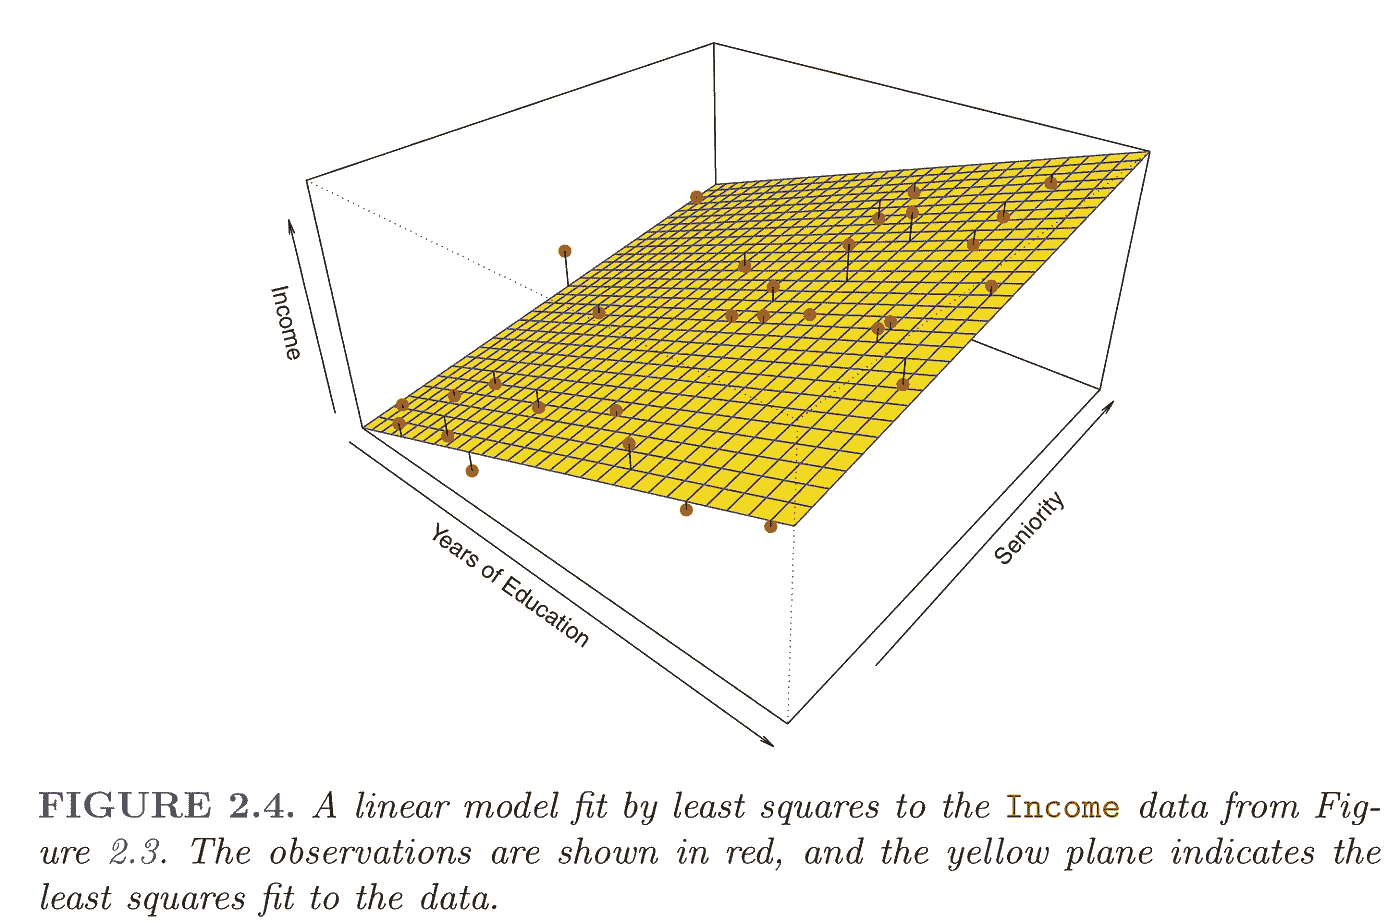 Income
Years of Education
Seniority
FIGURE 2.4. A linear model fit by least squares to the Income data from Fig-
ure 2.3. The observations are shown in red, and the yellow plane indicates the
least squares fit to the data.